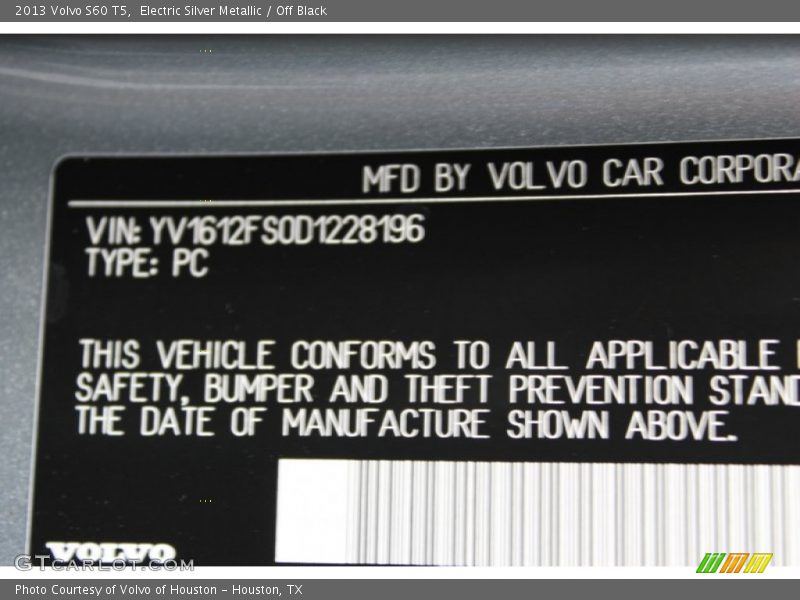 2013 Volvo S60 T5,  Electric Silver Metallic / Off Black
MFD BY VOLVO CAR CORPORA
VIN: YV1612FS0D1228196
TYPE: PC
THIS VEHICLE CONFORMS TO ALL APPLICABLE
SAFETY, BUMPER AND THEFT PREVENTION STAND
THE DATE OF MANUFACTURE SHOWN ABOVE.
VOLVO
GTCARLOT.COM
Photo Courtesy of Volvo of Houston - Houston, TX